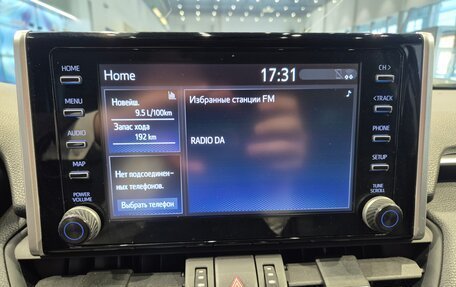 HOME
MENU
AUDIO
MAP
POWER
VOLUME
Home
17:31
Новейш.
9.5 L/100km
Запас хода
192 km
Нет подсоединен-
ных телефонов.
Выбрать телефон
Избранные станции FM
RADIO DA
CH >
< TRACK
PHONE
SETUP
TUNE
SCROLL